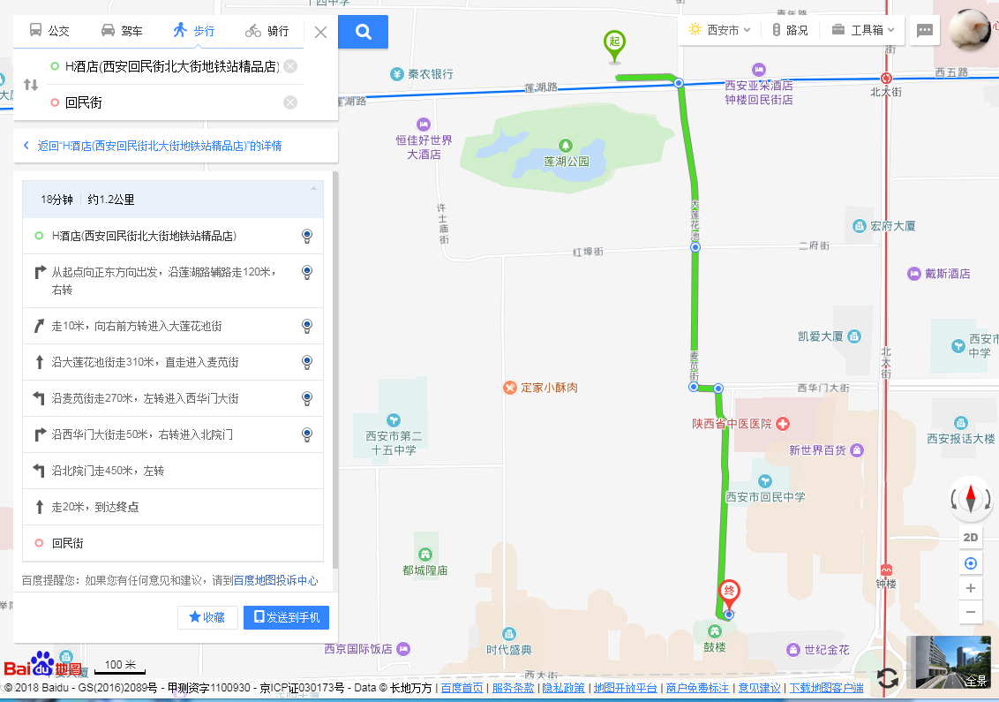 公交
驾车
步行
骑行
H酒店(西安回民街北大街地铁站精品店)
回民街
返回“H酒店(西安回民街北大街地铁站精品店)”的详情
18分钟 约1.2公里
H酒店(西安回民街北大街地铁站精品店)
从起点向正东方向出发，沿莲湖路辅路走120米，
右转
走10米，向右前方转进入大莲花池街
沿大莲花池街走310米，直走进入麦苋街
沿麦苋街走270米，左转进入西华门大街
沿西华门大街走50米，右转进入北院门
沿北院门走450米，左转
走20米，到达终点
回民街
百度提醒您：如果您有任何意见和建议，请到百度地图投诉中心
收藏
发送到手机
西安市
路况
工具箱
起
秦农银行
莲湖路
西安亚朵酒店
钟楼回民街店
北大街
西五路
恒佳好世界
大酒店
莲湖公园
许士庙街
大莲花池
宏府大厦
红埠街
二府街
戴斯酒店
凯爱大厦
西安市
中学
麦苋街
北大街
定家小酥肉
西华门大街
陕西省中医医院
西安市第二
十五中学
新世界百货
西安报话大楼
西安市回民中学
都城隍庙
2D
钟楼
终
鼓楼
西京国际饭店
时代盛典
世纪金花
西大街
Bai du 地图
100 米
全景
© 2018 Baidu - GS(2016)2089号 - 甲测资字1100930 - 京ICP证030173号 - Data © 长地万方 | 百度首页 | 服务条款 | 隐私政策 | 地图开放平台 | 商户免费标注 | 意见建议 | 下载地图客户端